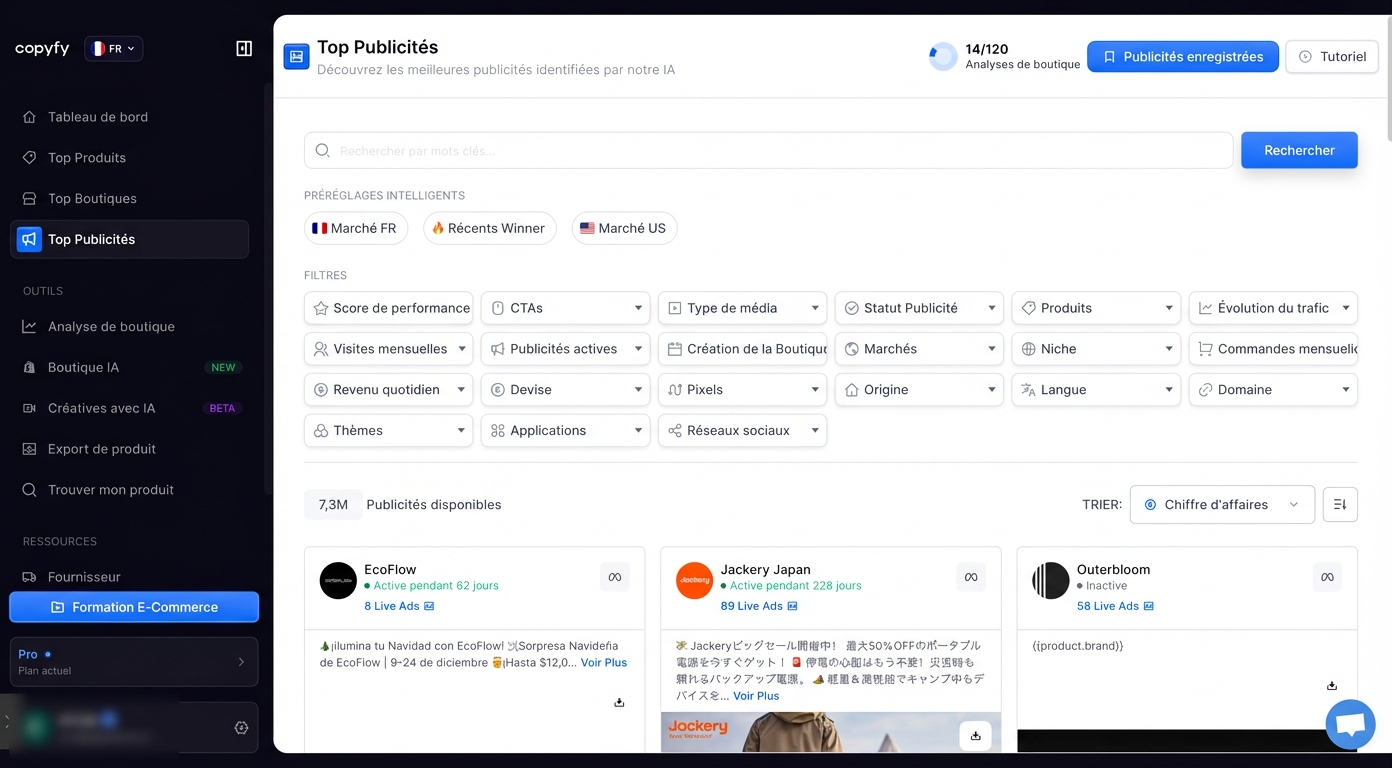 copyfy
FR
Tableau de bord
Top Produits
Top Boutiques
Top Publicités
OUTILS
Analyse de boutique
Boutique IA NEW
Créatives avec IA BETA
Export de produit
Trouver mon produit
RESSOURCES
Fournisseur
Formation E-Commerce
Pro
Plan actuel
Top Publicités
Découvrez les meilleures publicités identifiées par notre IA
14/120
Analyses de boutique
Publicités enregistrées
Tutoriel
Rechercher par mots clés...
Rechercher
PRÉRÉGLAGES INTELLIGENTS
Marché FR
Récents Winner
Marché US
FILTRES
Score de performance
CTAs
Type de média
Statut Publicité
Produits
Évolution du trafic
Visites mensuelles
Publicités actives
Création de la Boutiqu
Marchés
Niche
Commandes mensuell
Revenu quotidien
Devise
Pixels
Origine
Langue
Domaine
Thèmes
Applications
Réseaux sociaux
7,3M Publicités disponibles
TRIER: Chiffre d'affaires
EcoFlow
Active pendant 62 jours
8 Live Ads
🎄¡ilumina tu Navidad con EcoFlow! Sorpresa Navideña
de EcoFlow | 9-24 de diciembre ¡Hasta $12,0... Voir Plus
Jackery Japan
Active pendant 228 jours
89 Live Ads
Jackeryビッグセール開催中! 最大50%OFFのポータブル
電源を今すぐゲット! 🚨 停電の心配はもう不要! 災害時も
頼れるバックアップ電源。 🏕 軽量&高性能でキャンプ中もデ
バイスを... Voir Plus
Jackery
Outerbloom
Inactive
58 Live Ads
{{product.brand}}